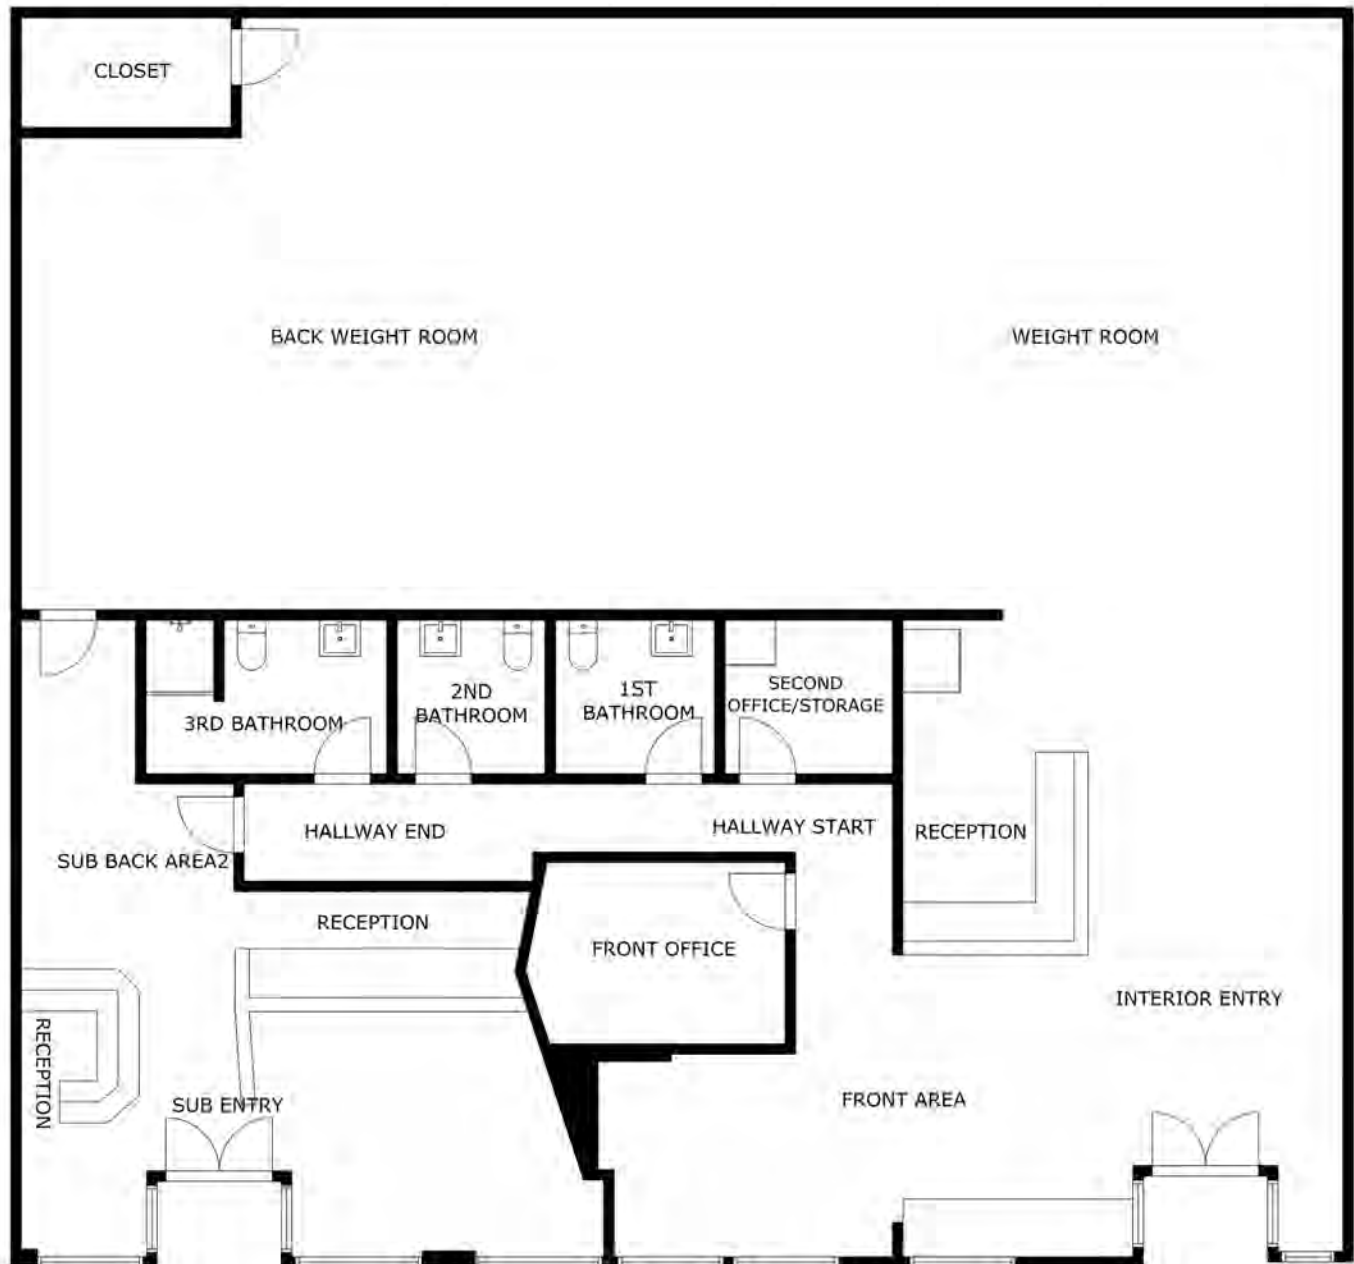 CLOSET
BACK WEIGHT ROOM
WEIGHT ROOM
3RD BATHROOM
2ND
BATHROOM
1ST
BATHROOM
SECOND
OFFICE/STORAGE
HALLWAY END
HALLWAY START
RECEPTION
SUB BACK AREA2
RECEPTION
FRONT OFFICE
INTERIOR ENTRY
RECEPTION
SUB ENTRY
FRONT AREA